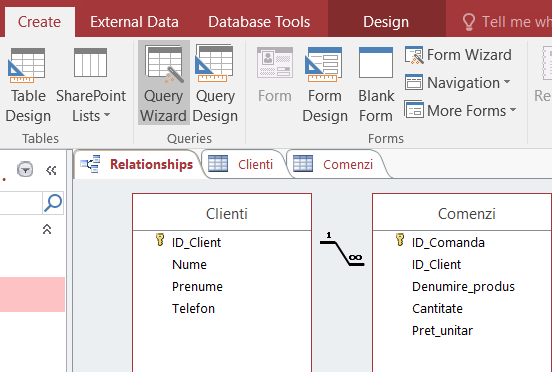 Create External Data Database Tools Design Tell me wh
Table Design
SharePoint Lists
Query Wizard
Query Design
Form
Form Design
Blank Form
Form Wizard
Navigation
More Forms
Re
Tables Queries Forms
Relationships Clienti Comenzi
Clienti
ID_Client
Nume
Prenume
Telefon
1 ∞
Comenzi
ID_Comanda
ID_Client
Denumire_produs
Cantitate
Pret_unitar